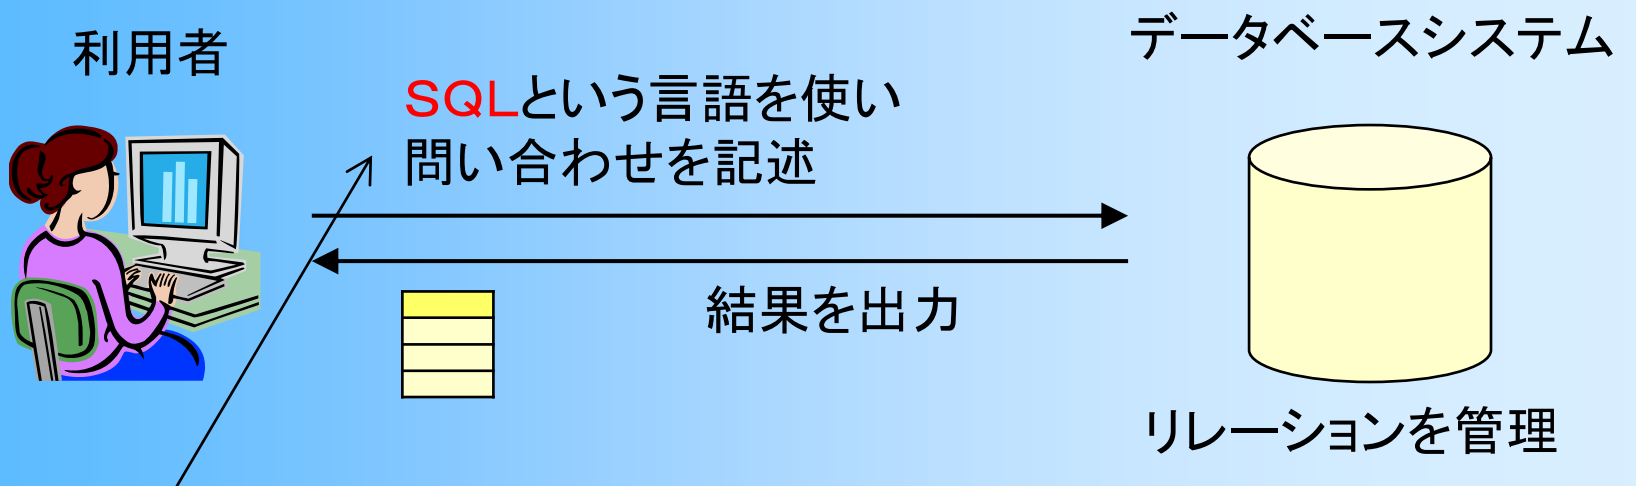 利用者
データベースシステム
ＳＱＬという言語を使い
問い合わせを記述
結果を出力
リレーションを管理